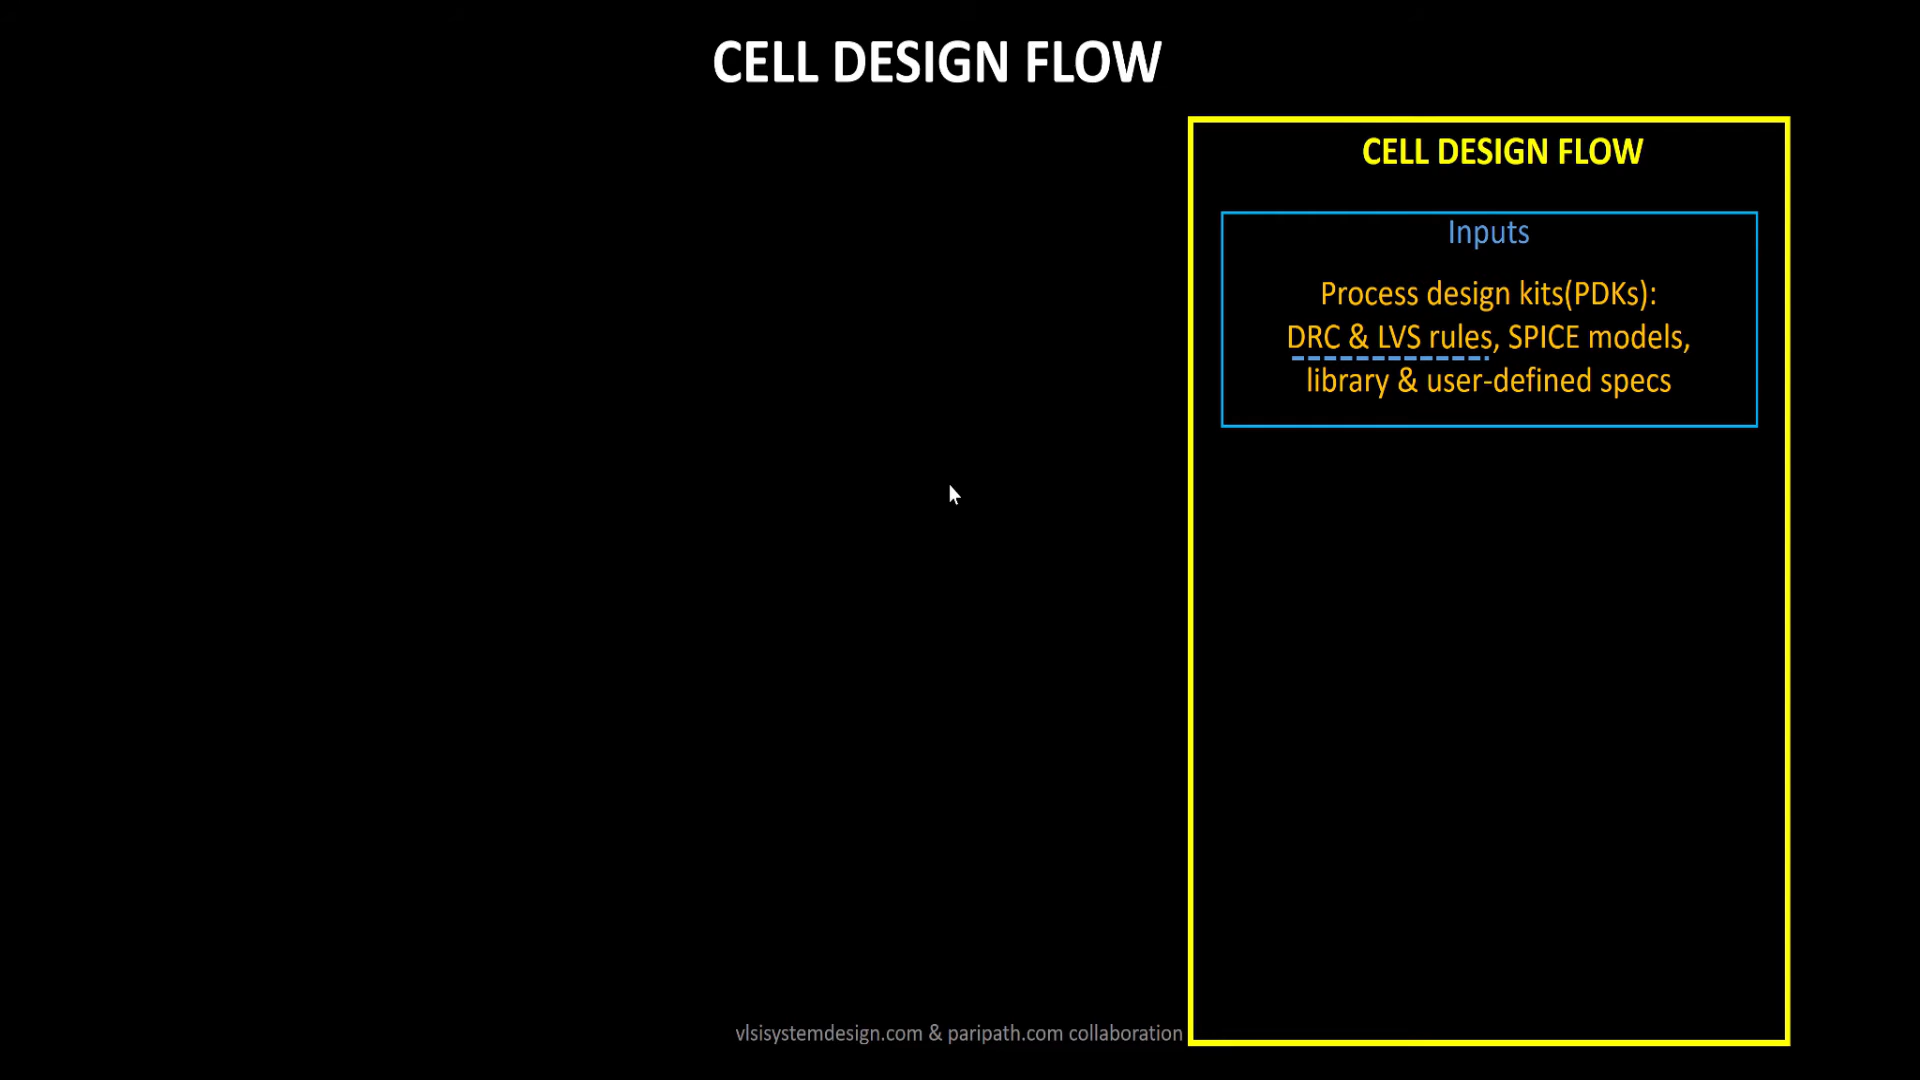 CELL DESIGN FLOW
CELL DESIGN FLOW
Inputs
Process design kits(PDKs):
DRC & LVS rules, SPICE models,
library & user-defined specs
vlsisystemdesign.com & paripath.com collaboration